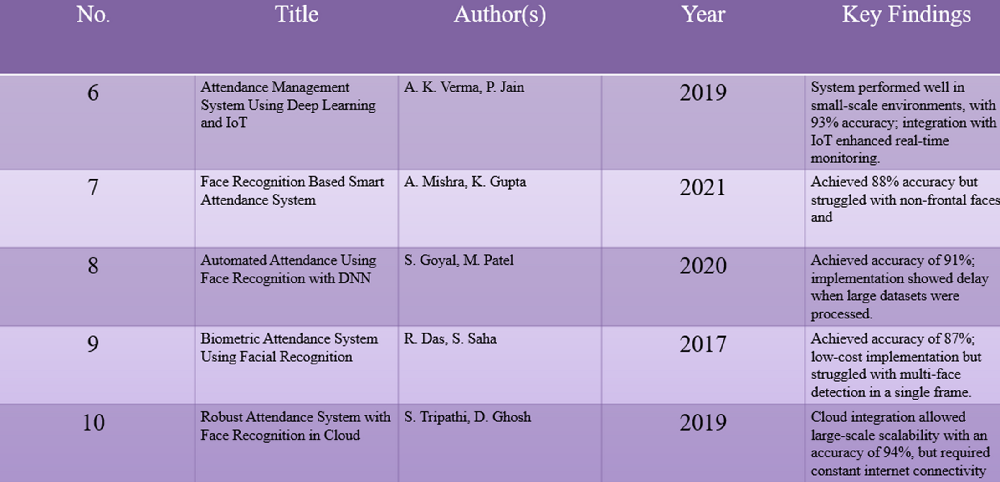 No. Title Author(s) Year Key Findings
6 Attendance Management System Using Deep Learning and IoT A. K. Verma, P. Jain 2019 System performed well in small-scale environments, with 93% accuracy; integration with IoT enhanced real-time monitoring.
7 Face Recognition Based Smart Attendance System A. Mishra, K. Gupta 2021 Achieved 88% accuracy but struggled with non-frontal faces and
8 Automated Attendance Using Face Recognition with DNN S. Goyal, M. Patel 2020 Achieved accuracy of 91%; implementation showed delay when large datasets were processed.
9 Biometric Attendance System Using Facial Recognition R. Das, S. Saha 2017 Achieved accuracy of 87%; low-cost implementation but struggled with multi-face detection in a single frame.
10 Robust Attendance System with Face Recognition in Cloud S. Tripathi, D. Ghosh 2019 Cloud integration allowed large-scale scalability with an accuracy of 94%, but required constant internet connectivity